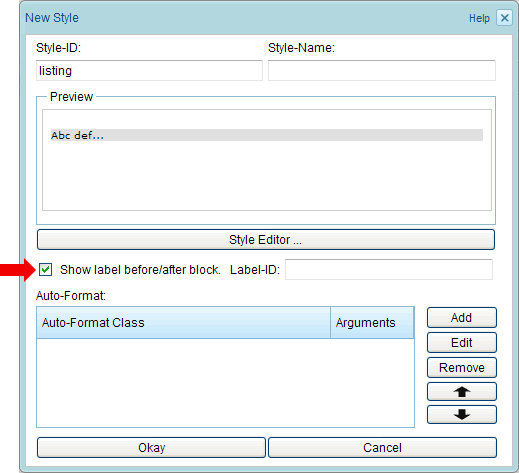 New Style Help
Style-ID: Style-Name:
listing
Preview
Abc def...
Style Editor ...
Show label before/after block. Label-ID:
Auto-Format:
Auto-Format Class Arguments
Add
Edit
Remove
Okay Cancel